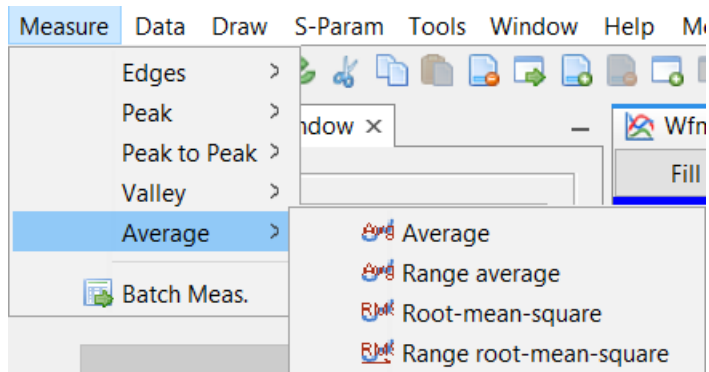 Measure Data Draw S-Param Tools Window Help
Edges
Peak
ndow
Wfn
Peak to Peak
Fill
Valley
Average
Average
Range average
Batch Meas.
Root-mean-square
Range root-mean-square